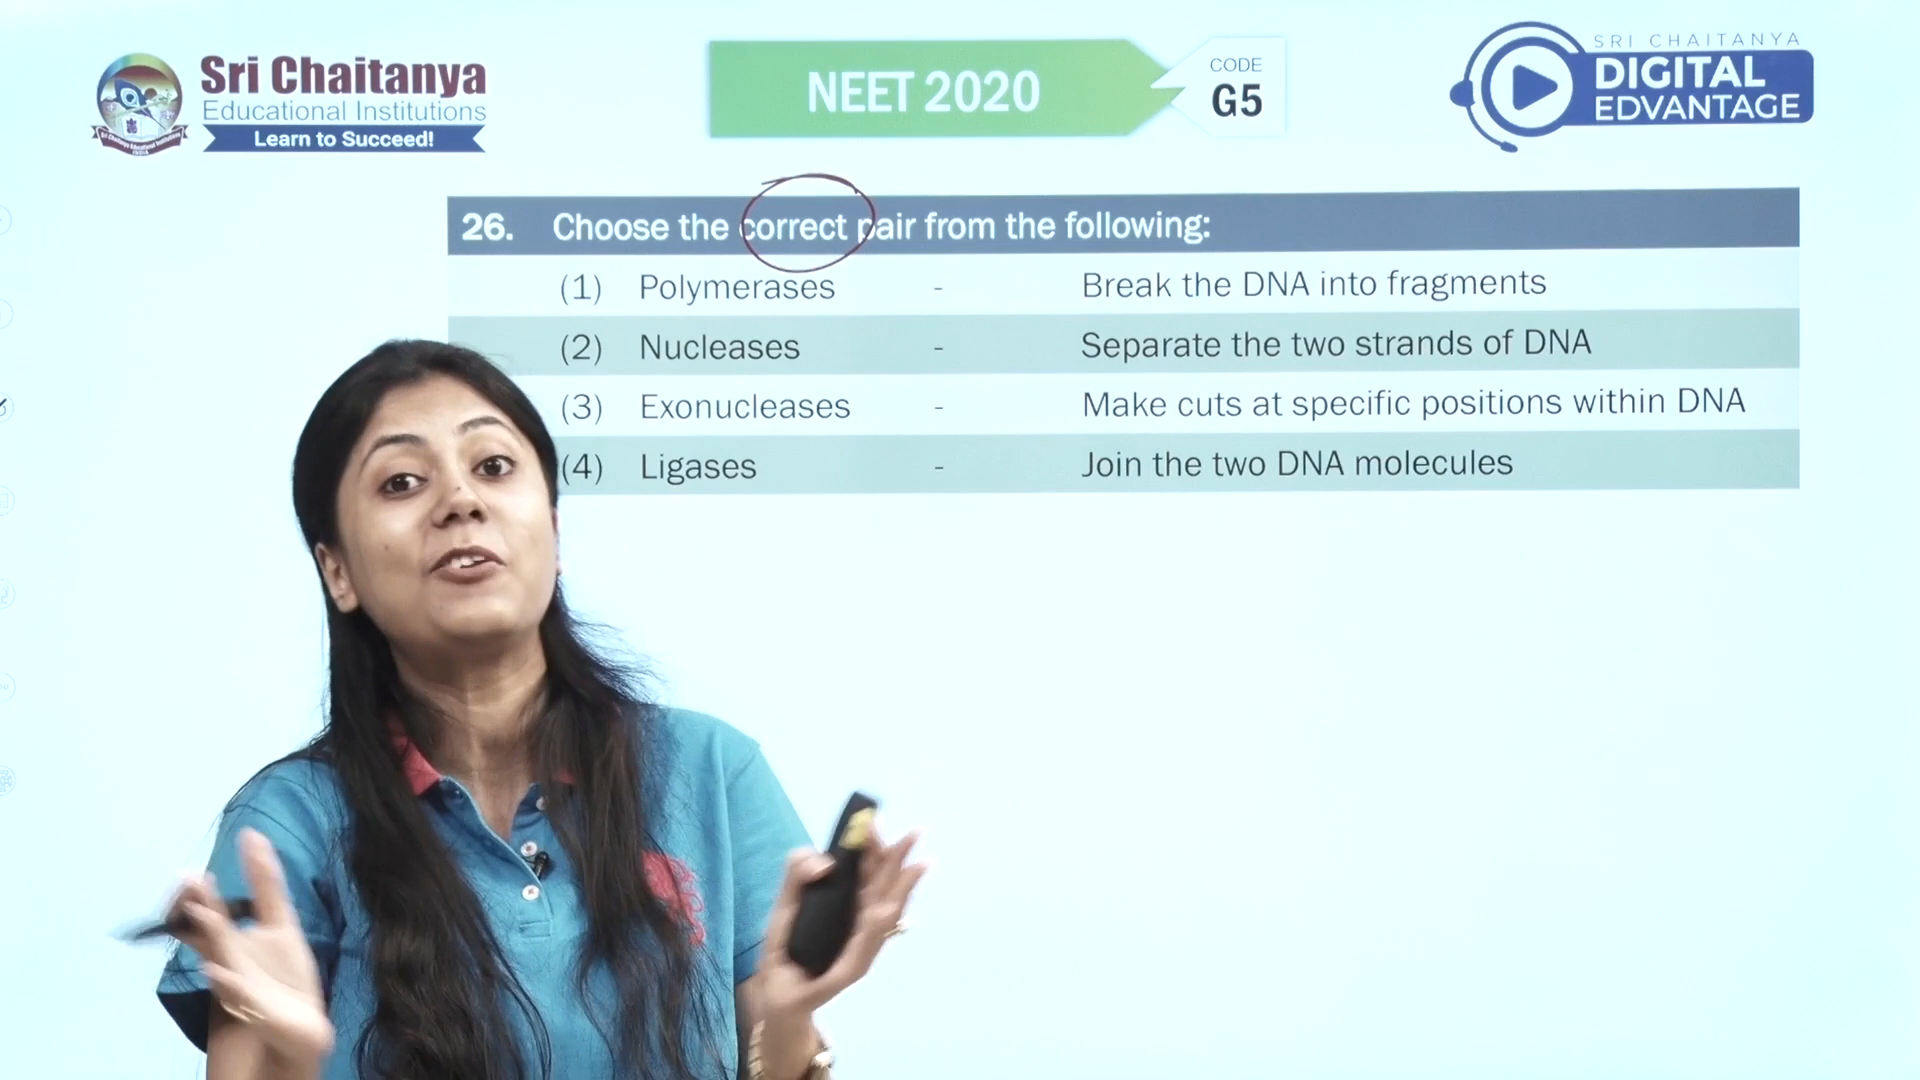 Sri Chaitanya
Educational Institutions
Learn to Succeed!
NEET 2020
CODE
G5
SRI CHAITANYA
DIGITAL
EDVANTAGE
26. Choose the correct pair from the following:
(1) Polymerases - Break the DNA into fragments
(2) Nucleases - Separate the two strands of DNA
(3) Exonucleases - Make cuts at specific positions within DNA
(4) Ligases - Join the two DNA molecules